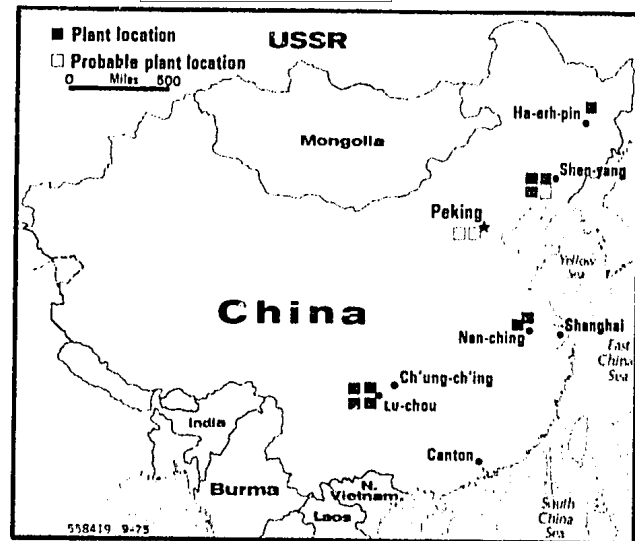 Plant location
Probable plant location
0 Miles 500
USSR
Mongolia
Ha-erh-pin
Shen-yang
Peking
Yellow
Sea
China
Nan-ching
Shanghai
East
China
Sea
Ch'ung-ch'ing
Lu-chou
India
Canton
Burma
N.
Vietnam
Laos
South
China
Sea
558419 9-75